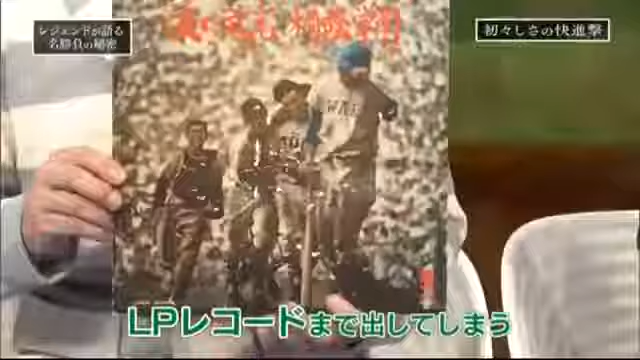 レジェンドが語る
名勝負の秘密
初々しさの快進撃
LPレコードまで出してしまう